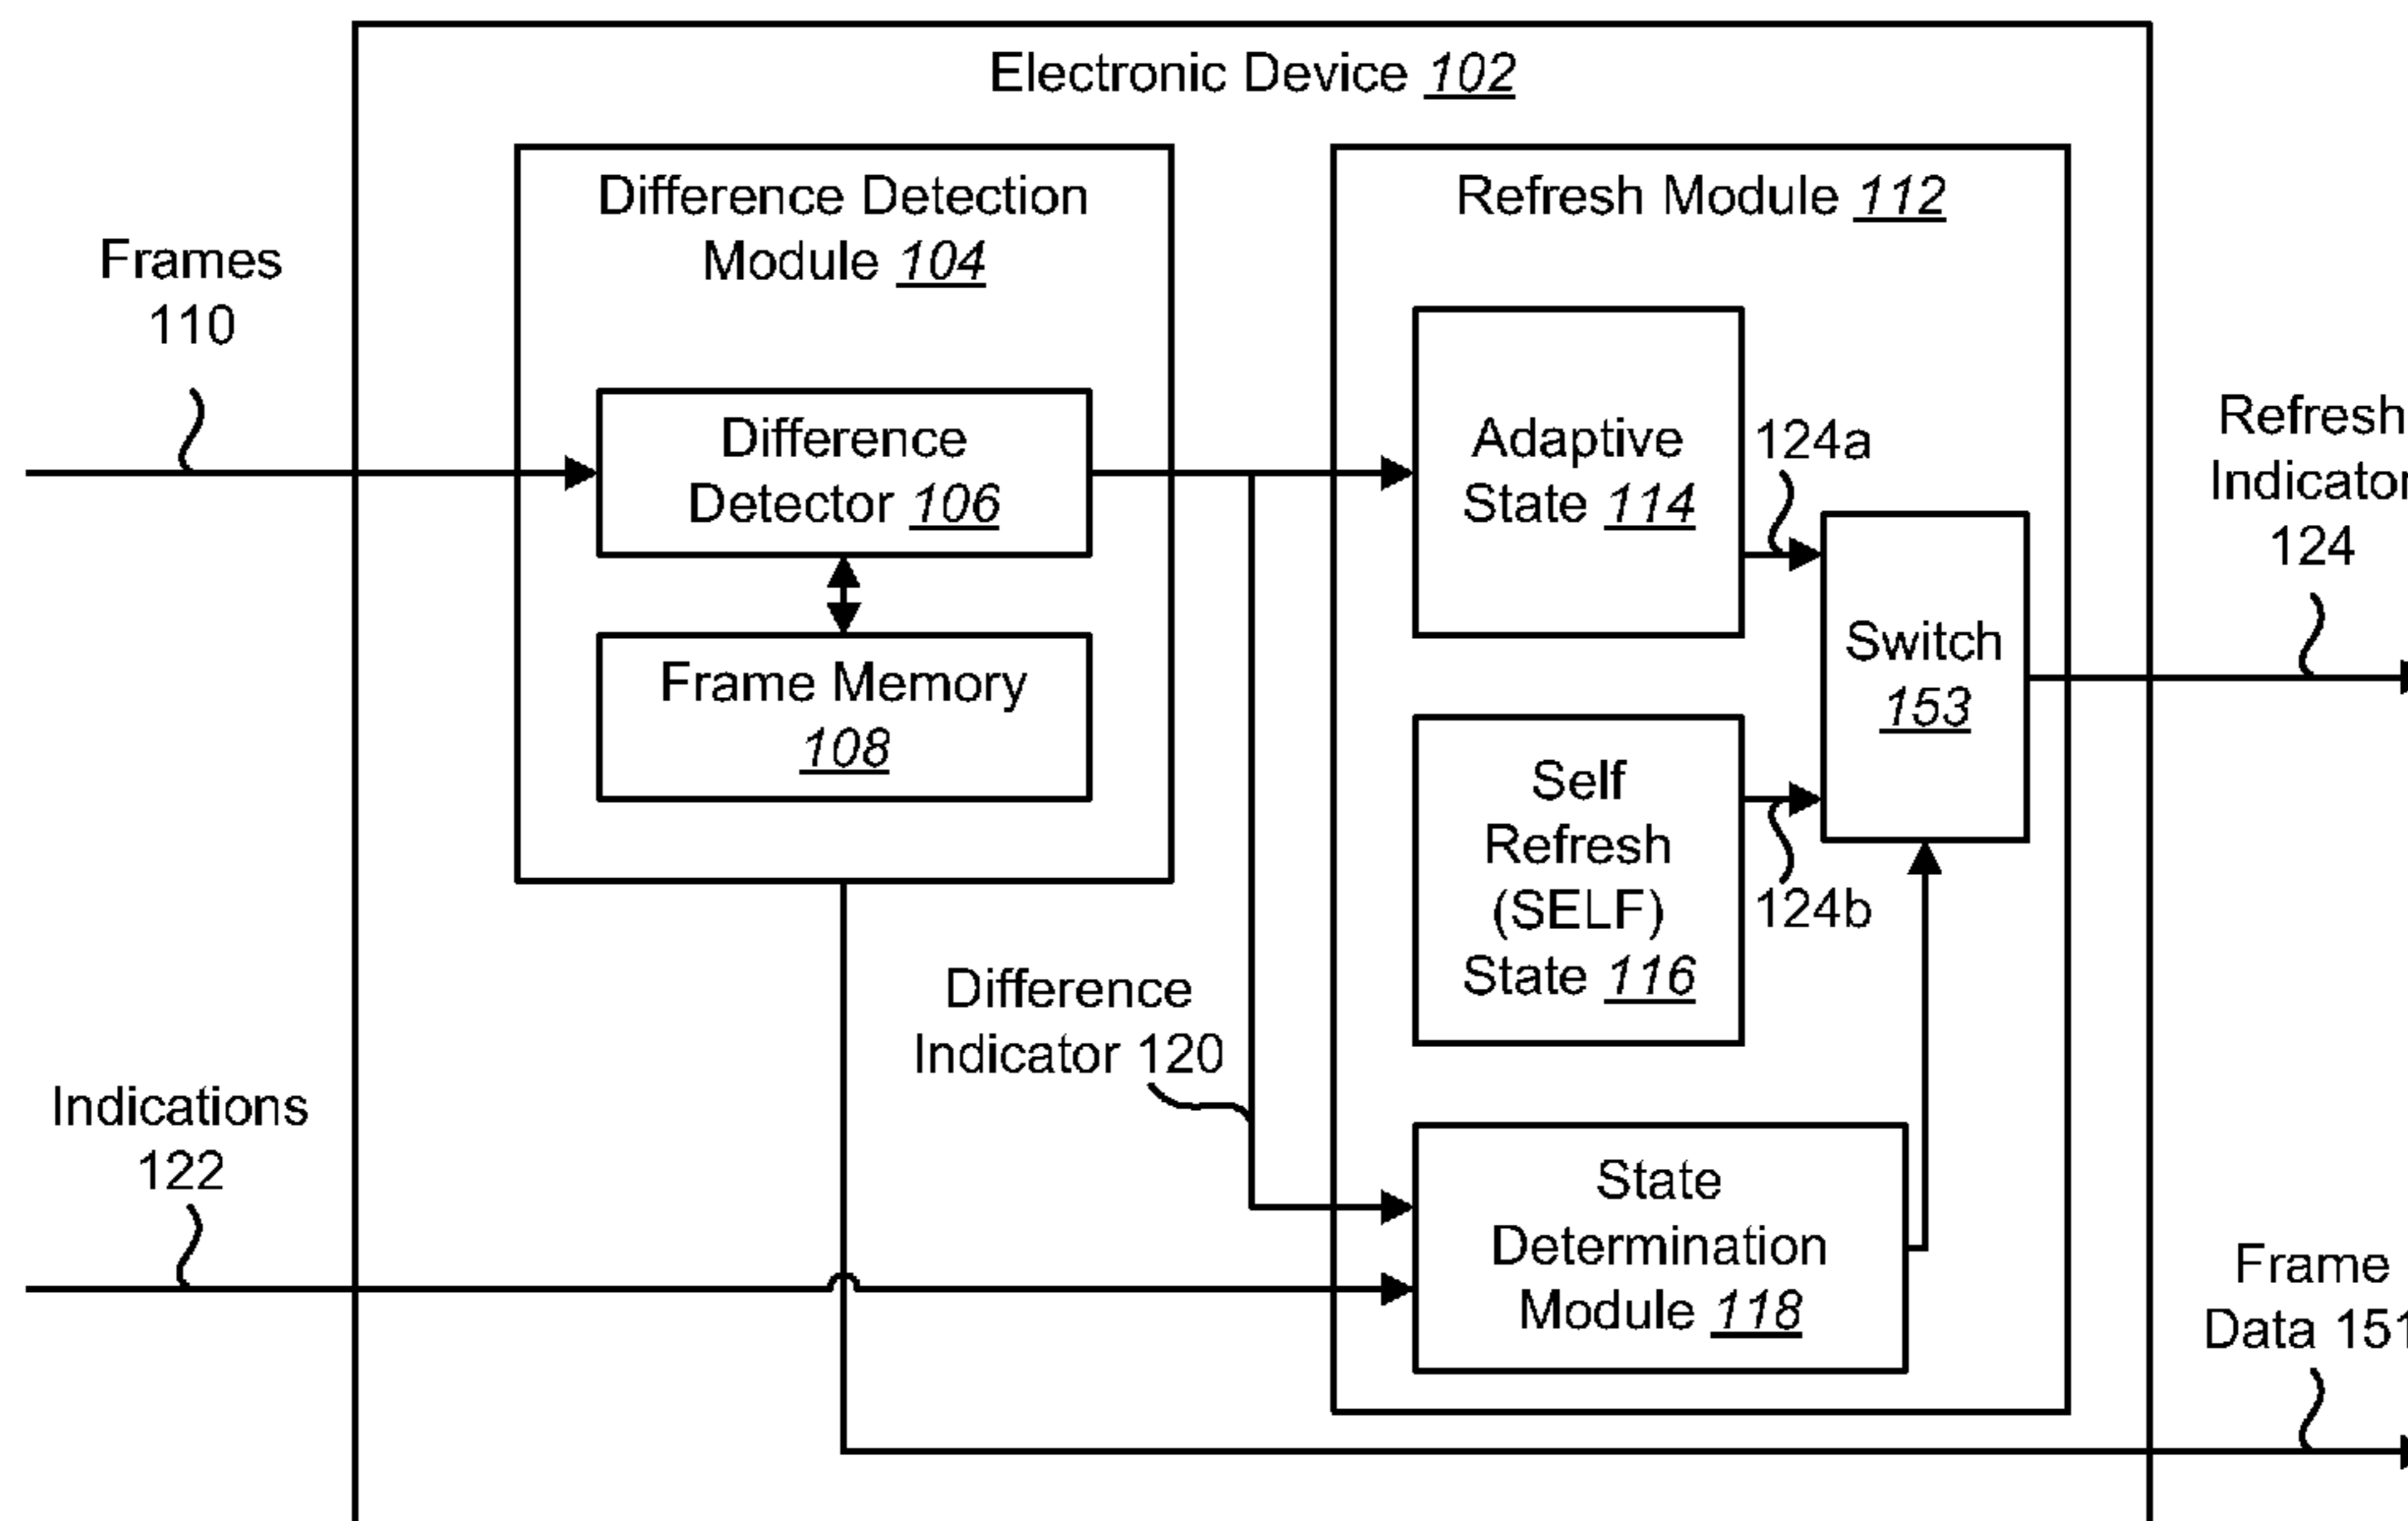 Electronic Device 102
Difference Detection
Module 104
Refresh Module 112
Frames
110
Difference
Detector 106
Adaptive
State 114
124a
Refresh
Indicator
124
Switch
153
Frame Memory
108
Self
Refresh
(SELF)
State 116
124b
Difference
Indicator 120
Indications
122
State
Determination
Module 118
Frame
Data 151